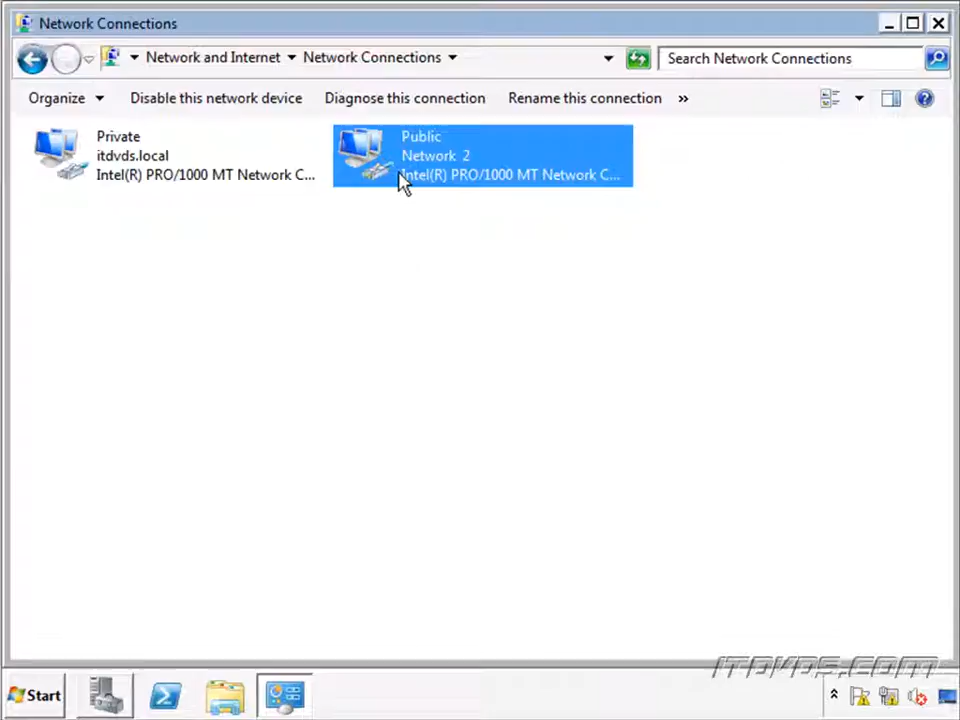 Network Connections
Network and Internet
Network Connections
Search Network Connections
Organize
Disable this network device
Diagnose this connection
Rename this connection
»
Private
itdvds.local
Intel(R) PRO/1000 MT Network C...
Public
Network 2
Intel(R) PRO/1000 MT Network C...
ITDVDS.COM
Start